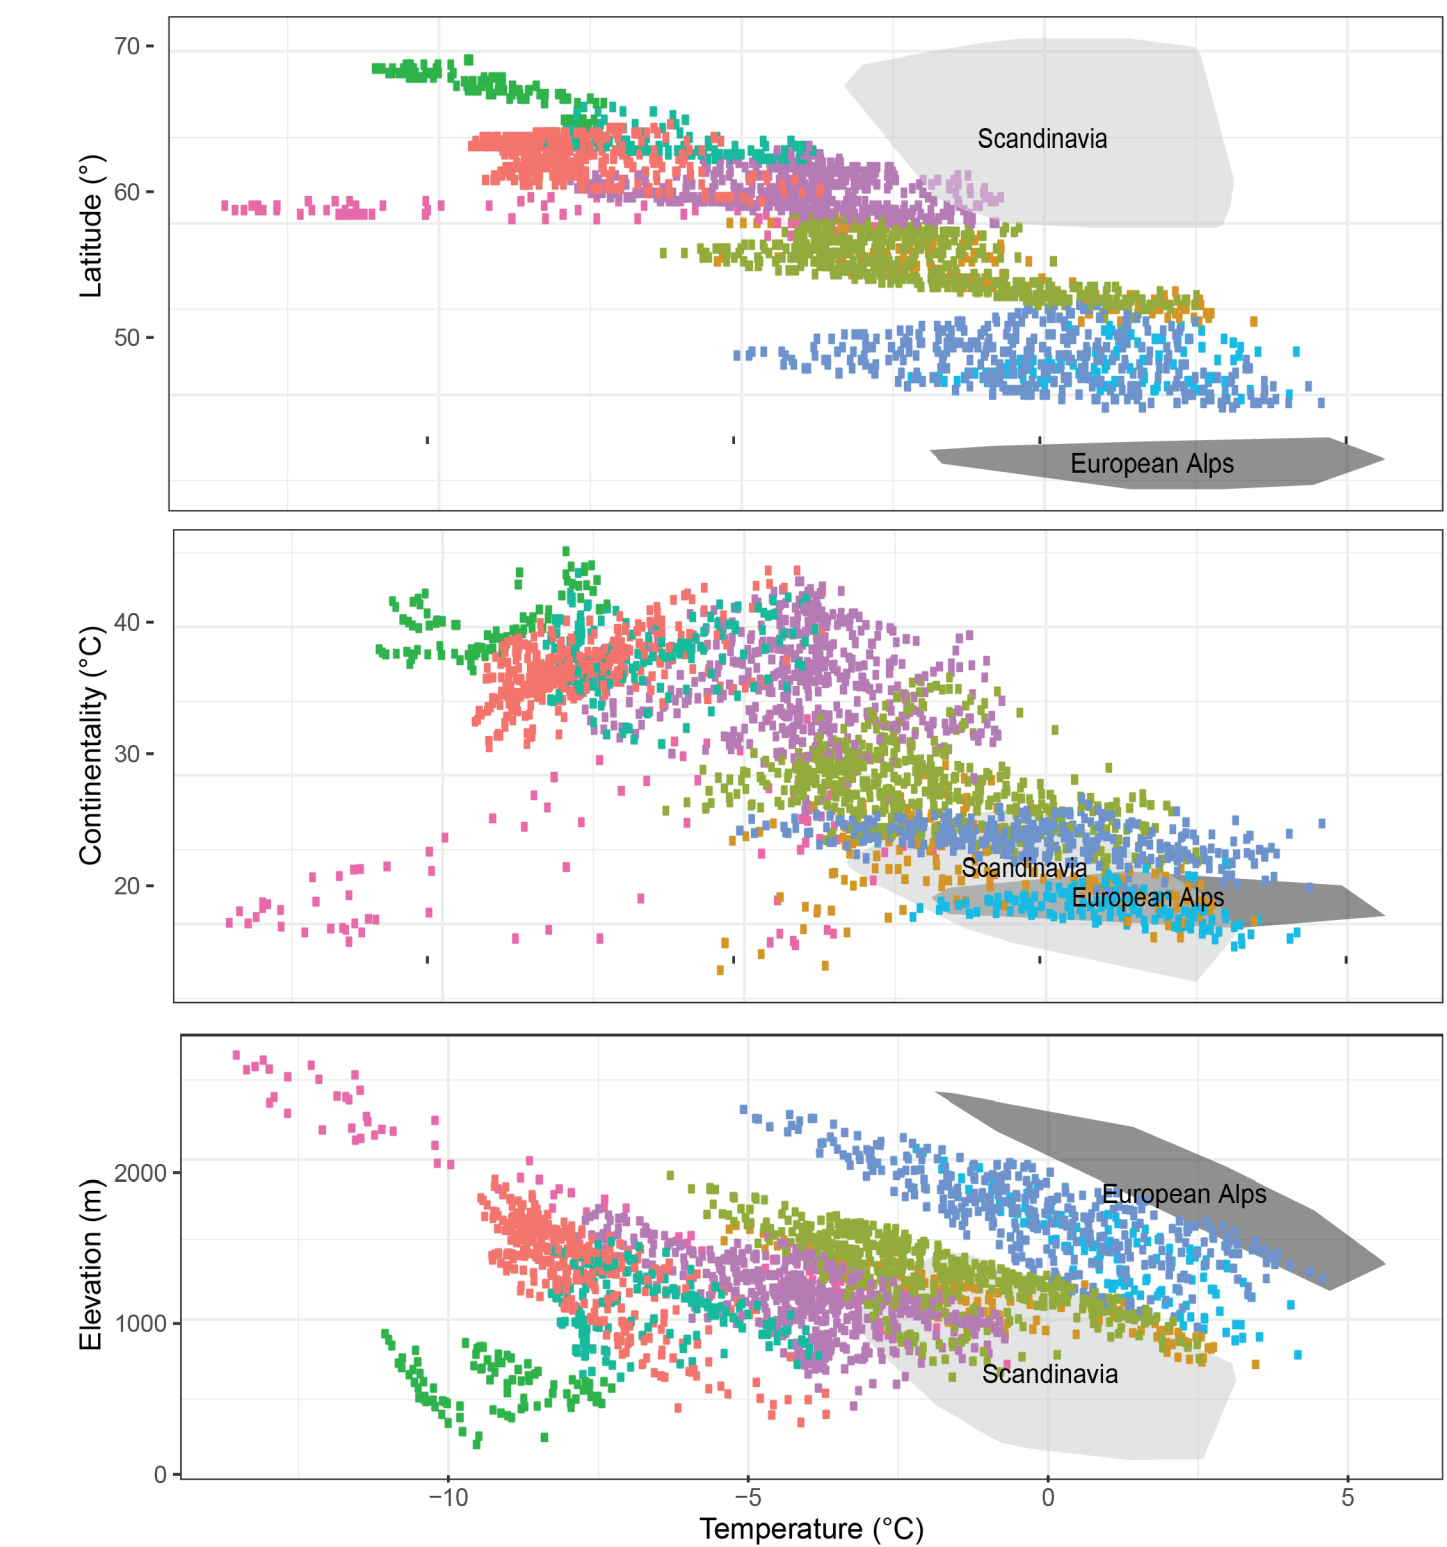 70
60
50
Latitude (°)
Scandinavia
European Alps
40
30
20
Continentality (°C)
Scandinavia
European Alps
2000
1000
0
Elevation (m)
European Alps
Scandinavia
−10 −5 0 5
Temperature (°C)